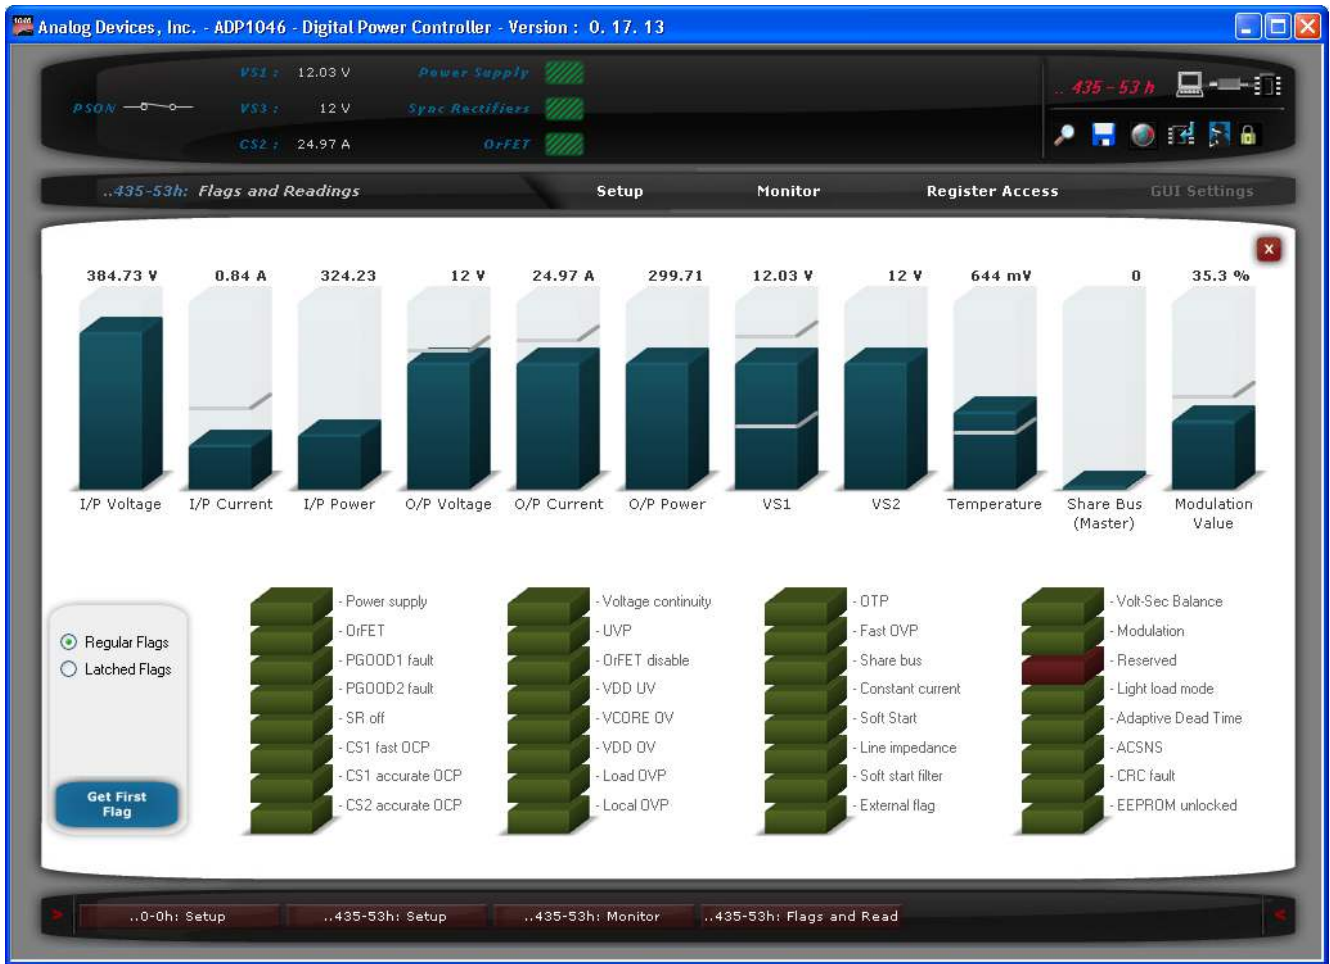 Analog Devices, Inc. - ADP1046 - Digital Power Controller - Version : 0. 17. 13
VS1 : 12.03 V Power Supply
.. 435 - 53 h
PSON VS3 : 12 V Sync Rectifiers
CS2 : 24.97 A OrFET
..435-53h: Flags and Readings Setup Monitor Register Access GUI Settings
x
384.73 V 0.84 A 324.23 12 V 24.97 A 299.71 12.03 V 12 V 644 mV 0 35.3 %
I/P Voltage I/P Current I/P Power O/P Voltage O/P Current O/P Power VS1 VS2 Temperature Share Bus Modulation
(Master) Value
- Power supply - Voltage continuity - OTP - Volt-Sec Balance
- OrFET - UVP - Fast OVP - Modulation
Regular Flags
- PGOOD1 fault - OrFET disable - Share bus - Reserved
Latched Flags
- PGOOD2 fault - VDD UV - Constant current - Light load mode
- SR off - VCORE OV - Soft Start - Adaptive Dead Time
- CS1 fast OCP - VDD OV - Line impedance - ACSNS
- CS1 accurate OCP - Load OVP - Soft start filter - CRC fault
- CS2 accurate OCP - Local OVP - External flag - EEPROM unlocked
Get First
Flag
> ..0-0h: Setup ..435-53h: Setup ..435-53h: Monitor ..435-53h: Flags and Read <